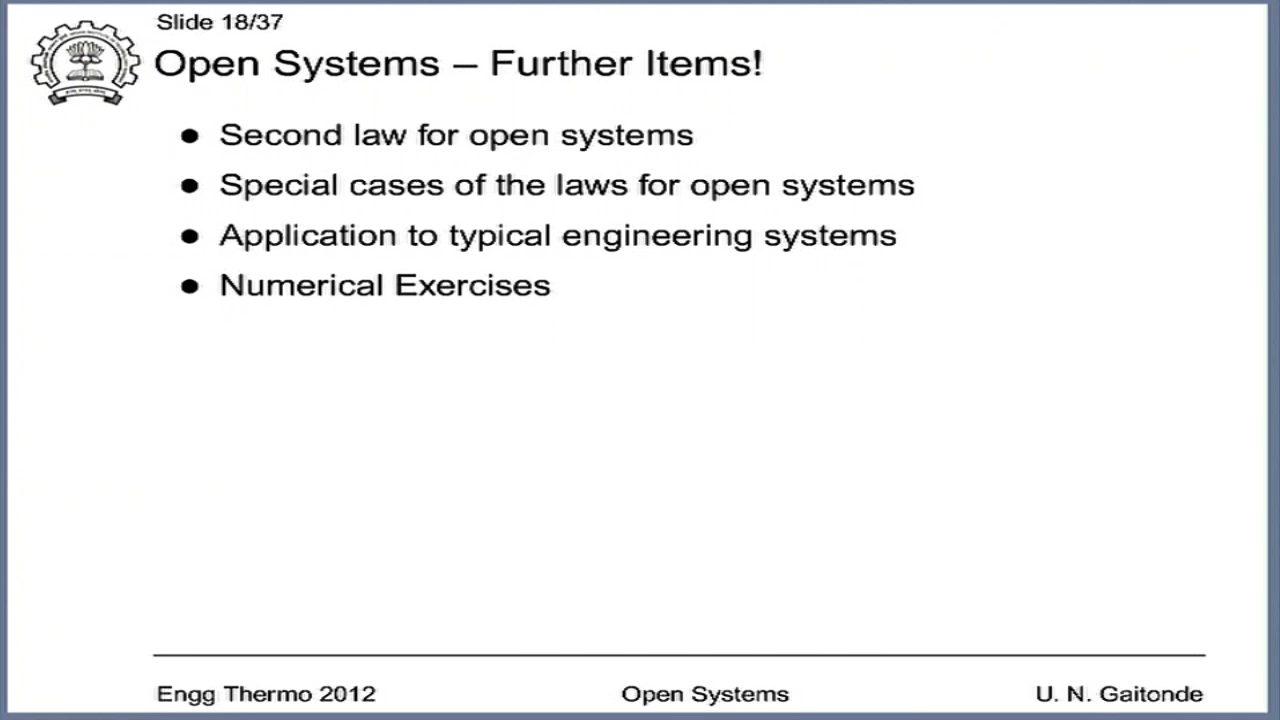 Slide 18/37
Open Systems – Further Items!
● Second law for open systems
● Special cases of the laws for open systems
● Application to typical engineering systems
● Numerical Exercises
Engg Thermo 2012 Open Systems U. N. Gaitonde